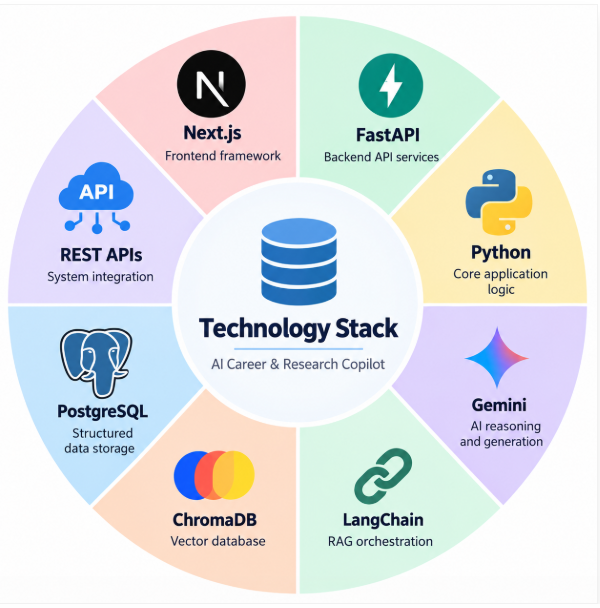 Next.js
Frontend framework
FastAPI
Backend API services
API
REST APIs
System integration
Python
Core application
logic
Technology Stack
AI Career & Research Copilot
PostgreSQL
Structured
data storage
Gemini
AI reasoning
and generation
ChromaDB
Vector database
LangChain
RAG orchestration